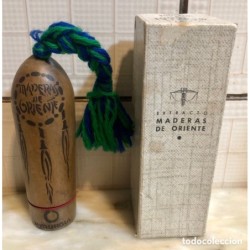 MADERAS
DE
ORIENTE
EXTRACTO
MADERAS
DE ORIENTE
todocoleccion